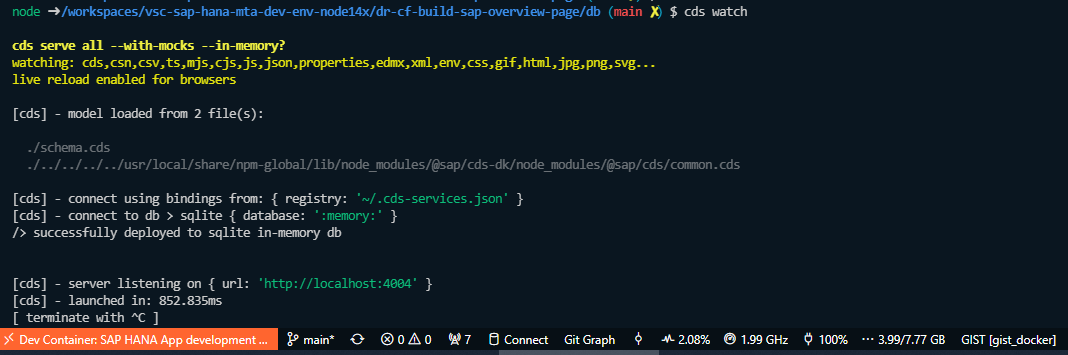 node ➜/workspaces/vsc-sap-hana-mta-dev-env-node14x/dr-cf-build-sap-overview-page/db (main ✗) $ cds watch
cds serve all --with-mocks --in-memory?
watching: cds,csn,csv,ts,mjs,cjs,js,json,properties,edmx,xml,env,css,gif,html,jpg,png,svg...
live reload enabled for browsers
[cds] - model loaded from 2 file(s):
./schema.cds
./../../../../usr/local/share/npm-global/lib/node_modules/@sap/cds-dk/node_modules/@sap/cds/common.cds
[cds] - connect using bindings from: { registry: '~/.cds-services.json' }
[cds] - connect to db > sqlite { database: ':memory:' }
/> successfully deployed to sqlite in-memory db
[cds] - server listening on { url: 'http://localhost:4004' }
[cds] - launched in: 852.835ms
[ terminate with ^C ]
Dev Container: SAP HANA App development ... main* 0 0 7 Connect Git Graph 2.08% 1.99 GHz 100% 3.99/7.77 GB GIST [gist_docker]